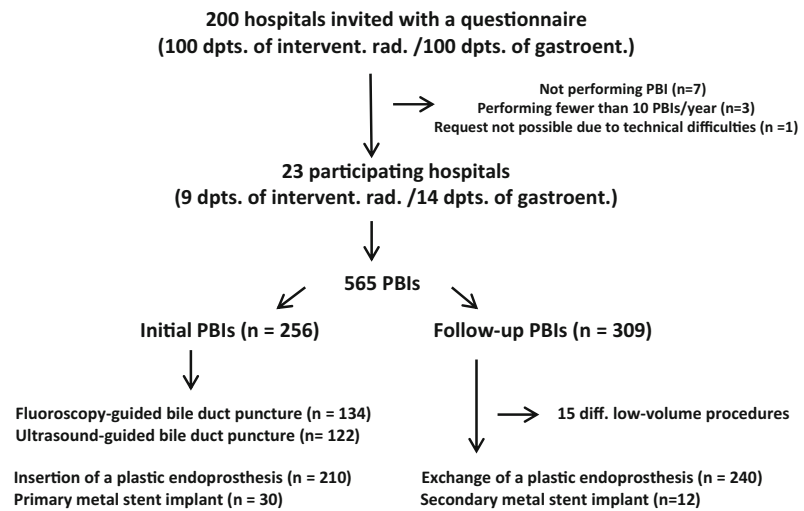 200 hospitals invited with a questionnaire
(100 dpts. of intervent. rad. /100 dpts. of gastroent.)
Not performing PBI (n=7)
Performing fewer than 10 PBIs/year (n=3)
Request not possible due to technical difficulties (n =1)
23 participating hospitals
(9 dpts. of intervent. rad. /14 dpts. of gastroent.)
565 PBIs
Initial PBIs (n = 256)
Follow-up PBIs (n = 309)
Fluoroscopy-guided bile duct puncture (n = 134)
Ultrasound-guided bile duct puncture (n= 122)
15 diff. low-volume procedures
Insertion of a plastic endoprosthesis (n = 210)
Primary metal stent implant (n = 30)
Exchange of a plastic endoprosthesis (n = 240)
Secondary metal stent implant (n=12)